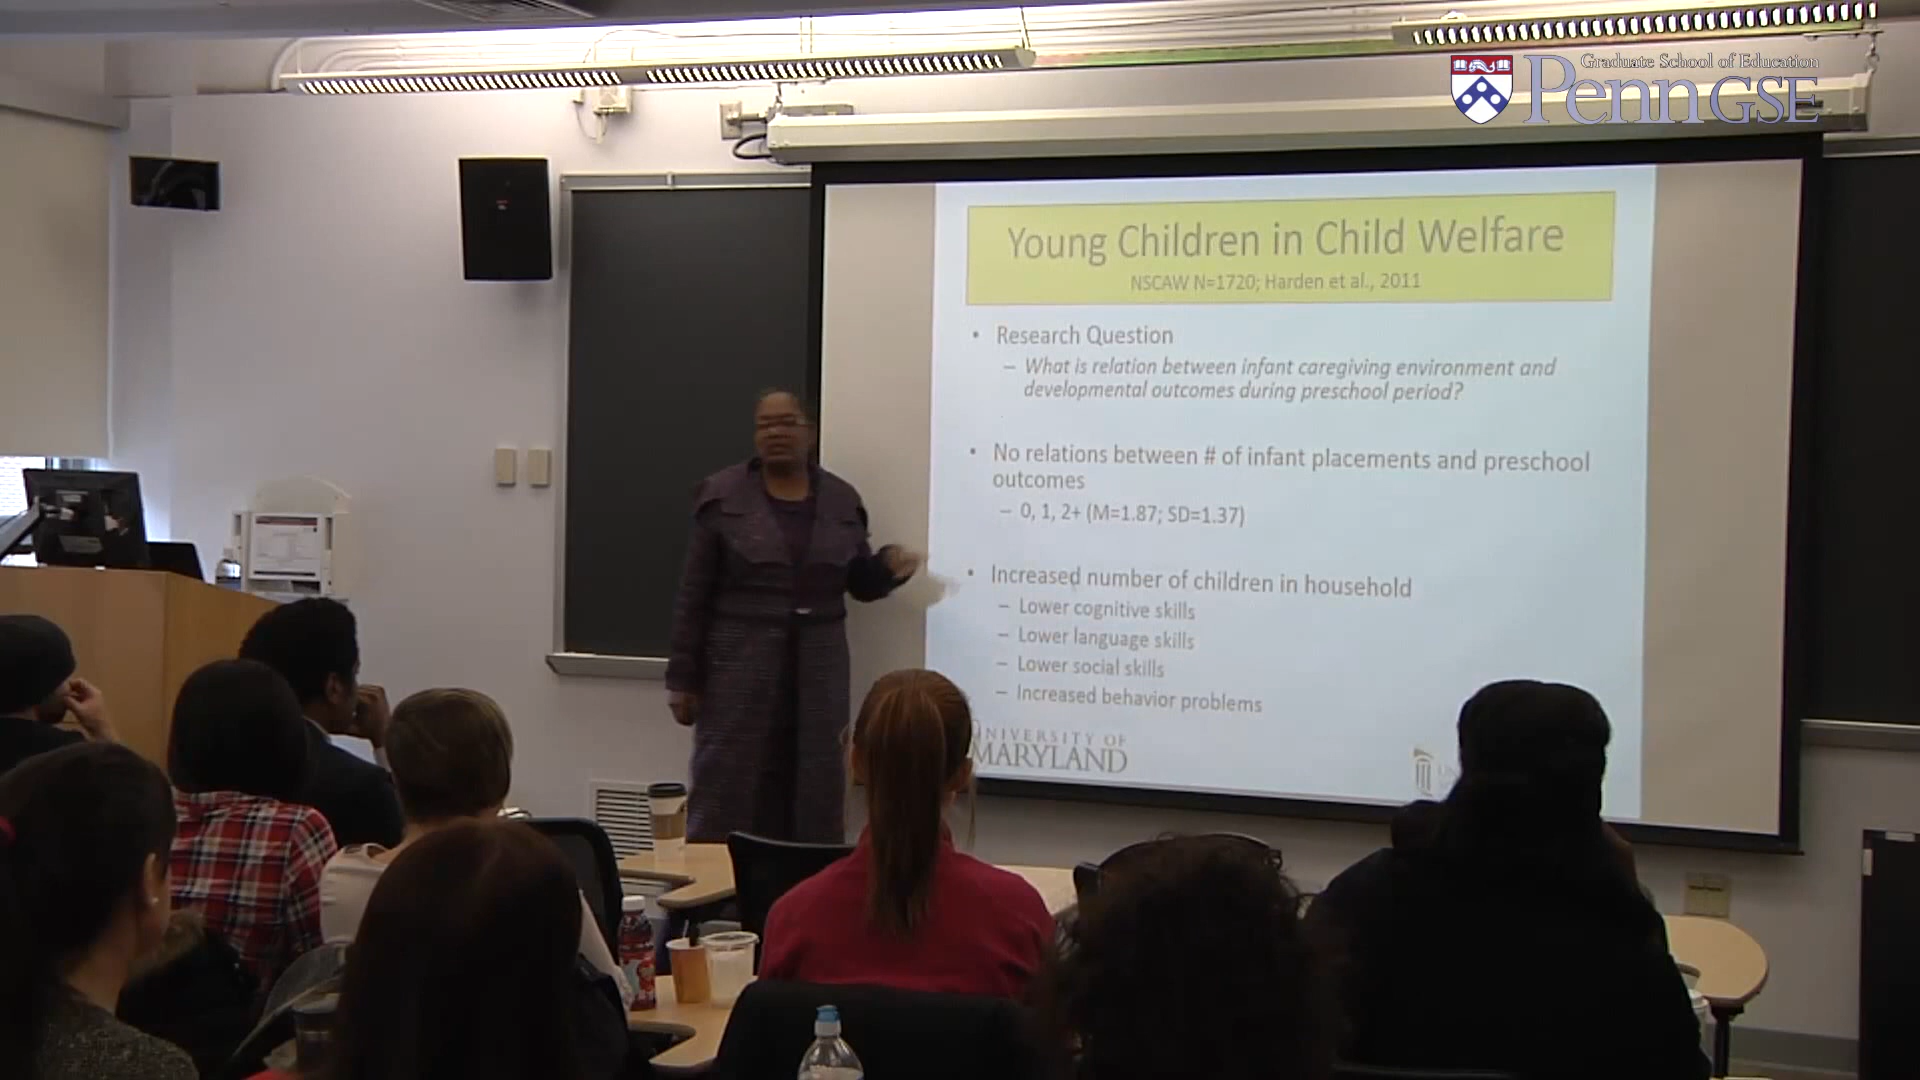 Graduate School of Education
Penn GSE
Young Children in Child Welfare
NSCAW N=1720; Harden et al., 2011
• Research Question
– What is relation between infant caregiving environment and
developmental outcomes during preschool period?
• No relations between # of infant placements and preschool
outcomes
– 0, 1, 2+ (M=1.87; SD=1.37)
• Increased number of children in household
– Lower cognitive skills
– Lower language skills
– Lower social skills
– Increased behavior problems
UNIVERSITY OF
MARYLAND